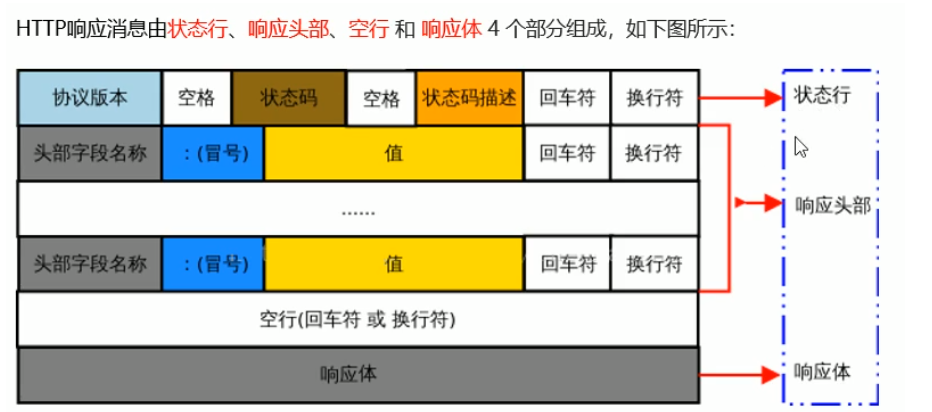 HTTP响应消息由状态行、响应头部、空行 和 响应体 4 个部分组成，如下图所示：
协议版本 空格 状态码 空格 状态码描述 回车符 换行符 状态行
头部字段名称 ：(冒号) 值 回车符 换行符
......
响应头部
头部字段名称 ：(冒号) 值 回车符 换行符
空行(回车符 或 换行符)
响应体 响应体